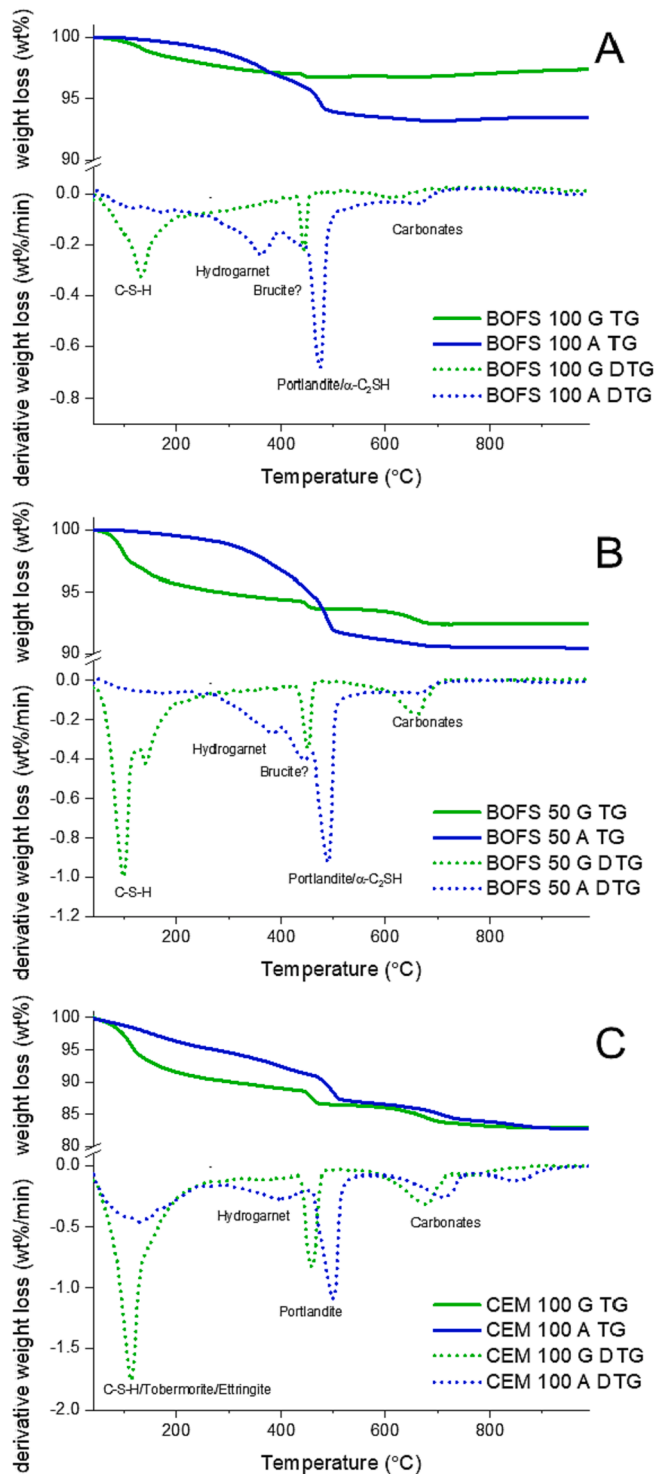 A
weight loss (wt%)
100
95
90
derivative weight loss (wt%/min)
0.0
-0.2
-0.4
-0.6
-0.8
C-S-H
Hydrogarnet
Brucite?
Carbonates
Portlandite/α-C₂SH
BOFS 100 G TG
BOFS 100 A TG
BOFS 100 G DTG
BOFS 100 A DTG
200 400 600 800
Temperature (°C)
B
weight loss (wt%)
100
95
90
derivative weight loss (wt%/min)
0.0
-0.2
-0.4
-0.6
-0.8
-1.0
-1.2
Hydrogarnet
Brucite?
Carbonates
C-S-H
Portlandite/α-C₂SH
BOFS 50 G TG
BOFS 50 A TG
BOFS 50 G DTG
BOFS 50 A DTG
200 400 600 800
Temperature (°C)
C
weight loss (wt%)
100
95
90
85
80
derivative weight loss (wt%/min)
0.0
-0.5
-1.0
-1.5
-2.0
Hydrogarnet
Carbonates
Portlandite
C-S-H/Tobermorite/Ettringite
CEM 100 G TG
CEM 100 A TG
CEM 100 G DTG
CEM 100 A DTG
200 400 600 800
Temperature (°C)